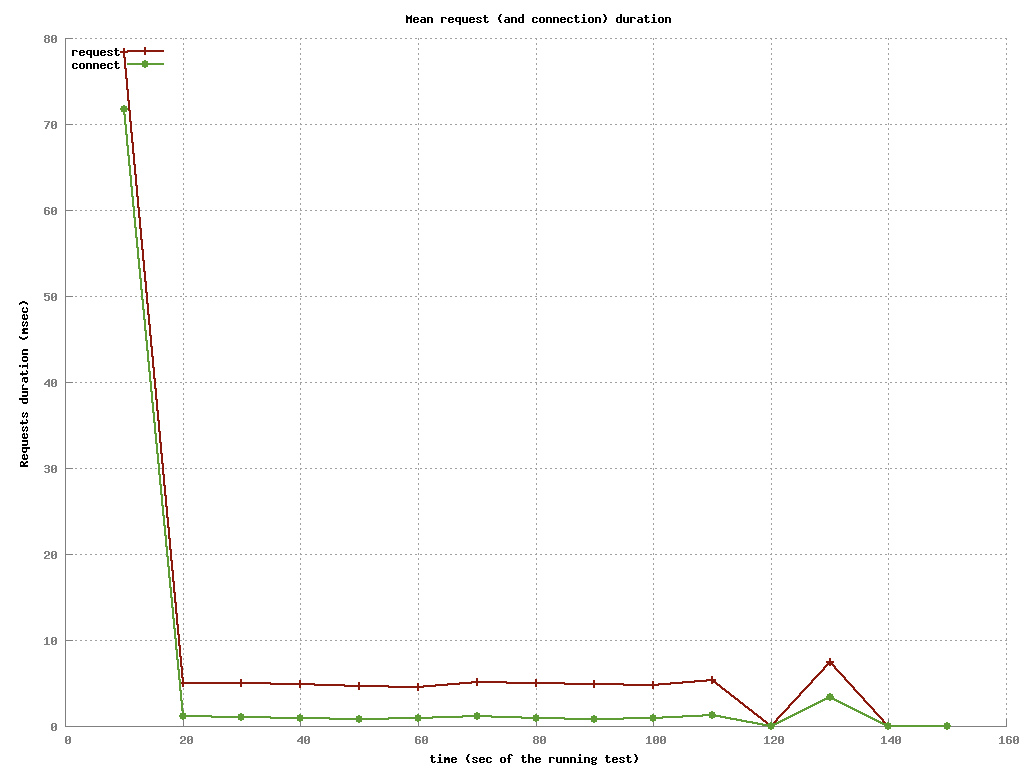 Mean request (and connection) duration
80
request
connect
70
60
50
40
30
20
10
0
Requests duration (msec)
0 20 40 60 80 100 120 140 160
time (sec of the running test)